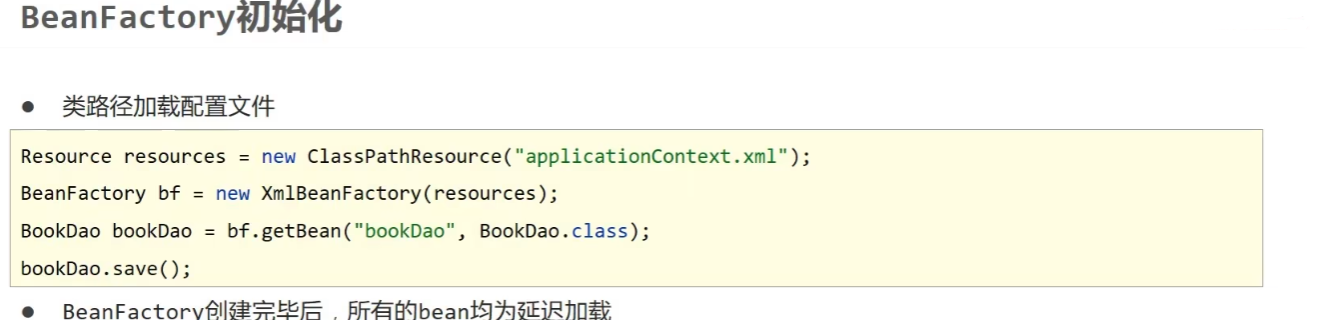 BeanFactory初始化
● 类路径加载配置文件
Resource resources = new ClassPathResource("applicationContext.xml");
BeanFactory bf = new XmlBeanFactory(resources);
BookDao bookDao = bf.getBean("bookDao", BookDao.class);
bookDao.save();
● BeanFactory创建完毕后，所有的bean均为延迟加载